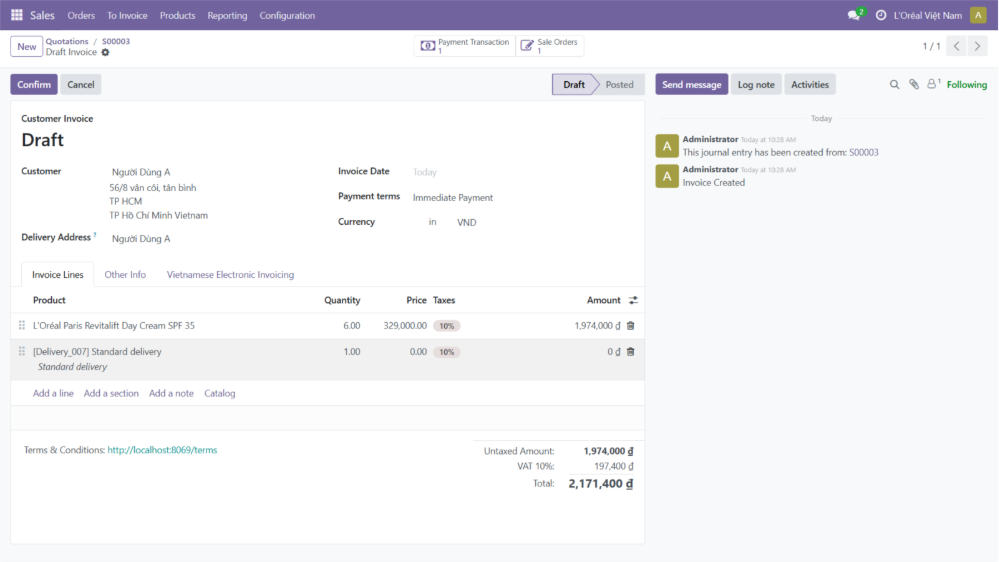 Sales Orders To Invoice Products Reporting Configuration 2 L'Oréal Việt Nam A
New Quotations / S00003
Draft Invoice
Payment Transaction
1
Sale Orders
1
1 / 1
Confirm Cancel Draft Posted Send message Log note Activities 1 Following
Today
Customer Invoice
Draft
Customer Người Dùng A
56/8 vân côi, tân bình
TP HCM
TP Hồ Chí Minh Vietnam
Delivery Address ? Người Dùng A
Invoice Date Today
Payment terms Immediate Payment
Currency in VND
A Administrator Today at 10:28 AM
This journal entry has been created from: S00003
A Administrator Today at 10:28 AM
Invoice Created
Invoice Lines Other Info Vietnamese Electronic Invoicing
Product Quantity Price Taxes Amount
L'Oréal Paris Revitalift Day Cream SPF 35 6.00 329,000.00 10% 1,974,000 ₫
[Delivery_007] Standard delivery 1.00 0.00 10% 0 ₫
Standard delivery
Add a line Add a section Add a note Catalog
Terms & Conditions: http://localhost:8069/terms
Untaxed Amount: 1,974,000 ₫
VAT 10%: 197,400 ₫
Total: 2,171,400 ₫